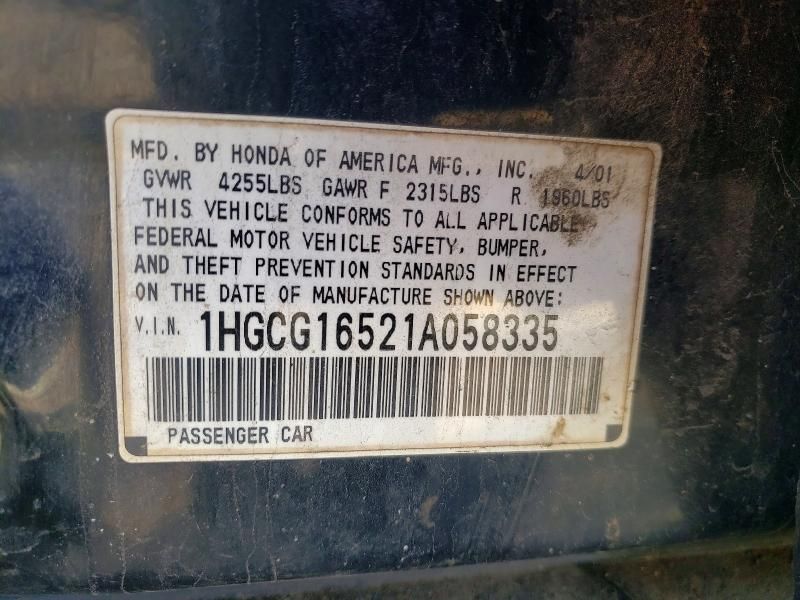 MFD. BY HONDA OF AMERICA MFG., INC. 4/01
GVWR 4255LBS GAWR F 2315LBS R 1960LBS
THIS VEHICLE CONFORMS TO ALL APPLICABLE
FEDERAL MOTOR VEHICLE SAFETY, BUMPER,
AND THEFT PREVENTION STANDARDS IN EFFECT
ON THE DATE OF MANUFACTURE SHOWN ABOVE:
V.I.N. 1HGCG16521A058335
PASSENGER CAR